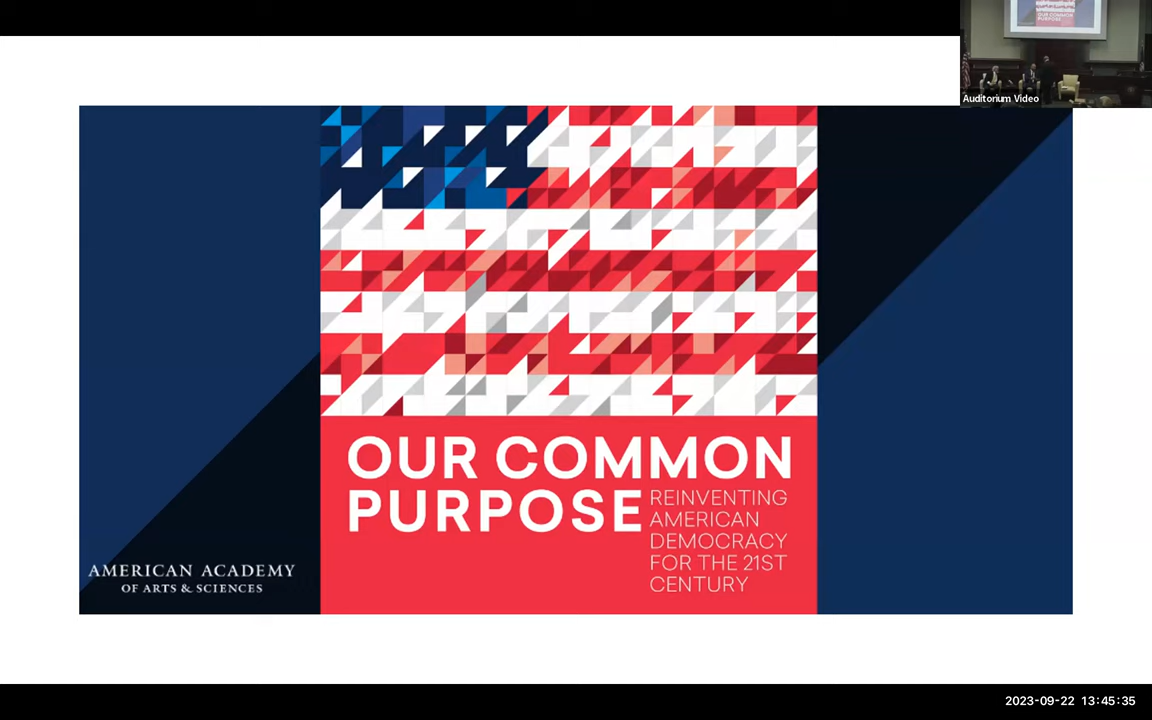 Auditorium Video
OUR COMMON
PURPOSE
REINVENTING
AMERICAN
DEMOCRACY
FOR THE 21ST
CENTURY
AMERICAN ACADEMY
OF ARTS & SCIENCES
2023-09-22 13:45:35